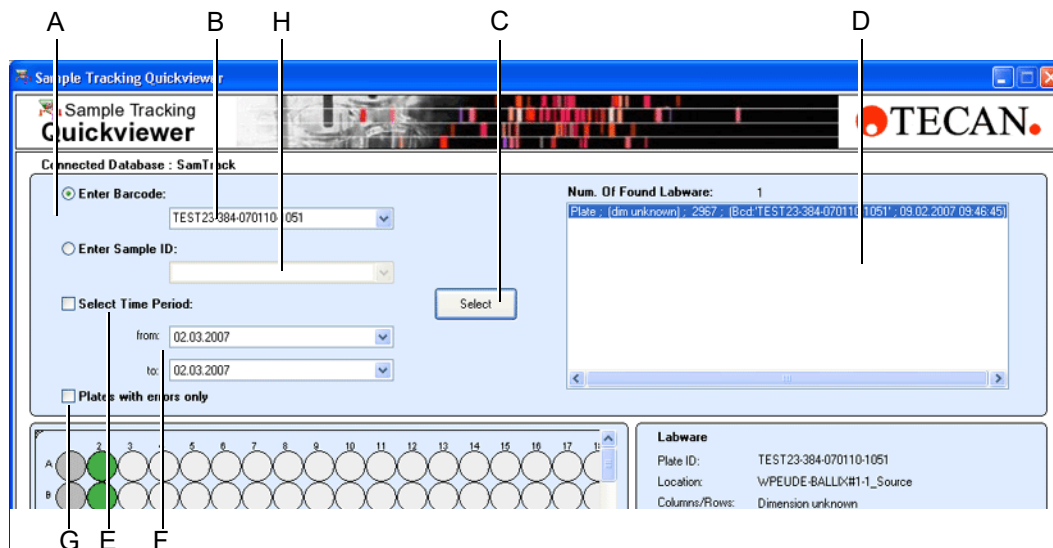 A B H C D
Sample Tracking Quickviewer
Sample Tracking
Quickviewer
TECAN.
Connected Database : SamTrack
Enter Barcode:
TEST23-384-070110-1051
Enter Sample ID:
Select Time Period:
from: 02.03.2007
to: 02.03.2007
Plates with errors only
Select
Num. Of Found Labware: 1
Plate ; (dim unknown) ; 2967 ; (Bcd:'TEST23-384-070110-1051' ; 09.02.2007 09:46:45)
2 3 4 5 6 7 8 9 10 11 12 13 14 15 16 17
A
B
Labware
Plate ID: TEST23-384-070110-1051
Location: WPEUDE-BALLIX#1-1_Source
Columns/Rows: Dimension unknown
G E F